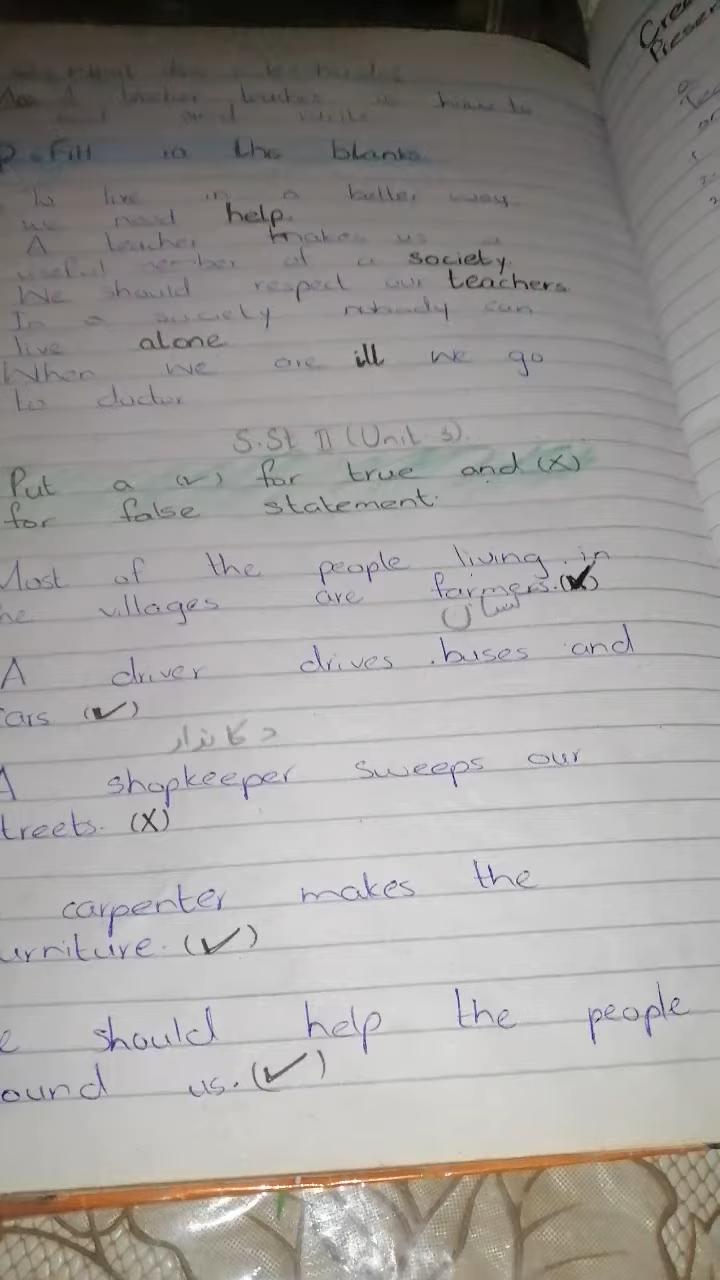 Fill in the blanks
To live in a better way
we need help.
A teacher makes us a
useful member of a society.
We should respect our teachers.
In a society nobody can
live alone
When we are ill we go
to doctor
S.St II (Unit 3).
Put a (✓) for true and (X)
for false statement.
Most of the people living in
he villages are farmers. (✓)
کسان
A driver drives buses and
cars (✓)
دکاندار
A shopkeeper sweeps our
treets. (X)
carpenter makes the
urniture. (✓)
e should help the people
ound us. (✓)